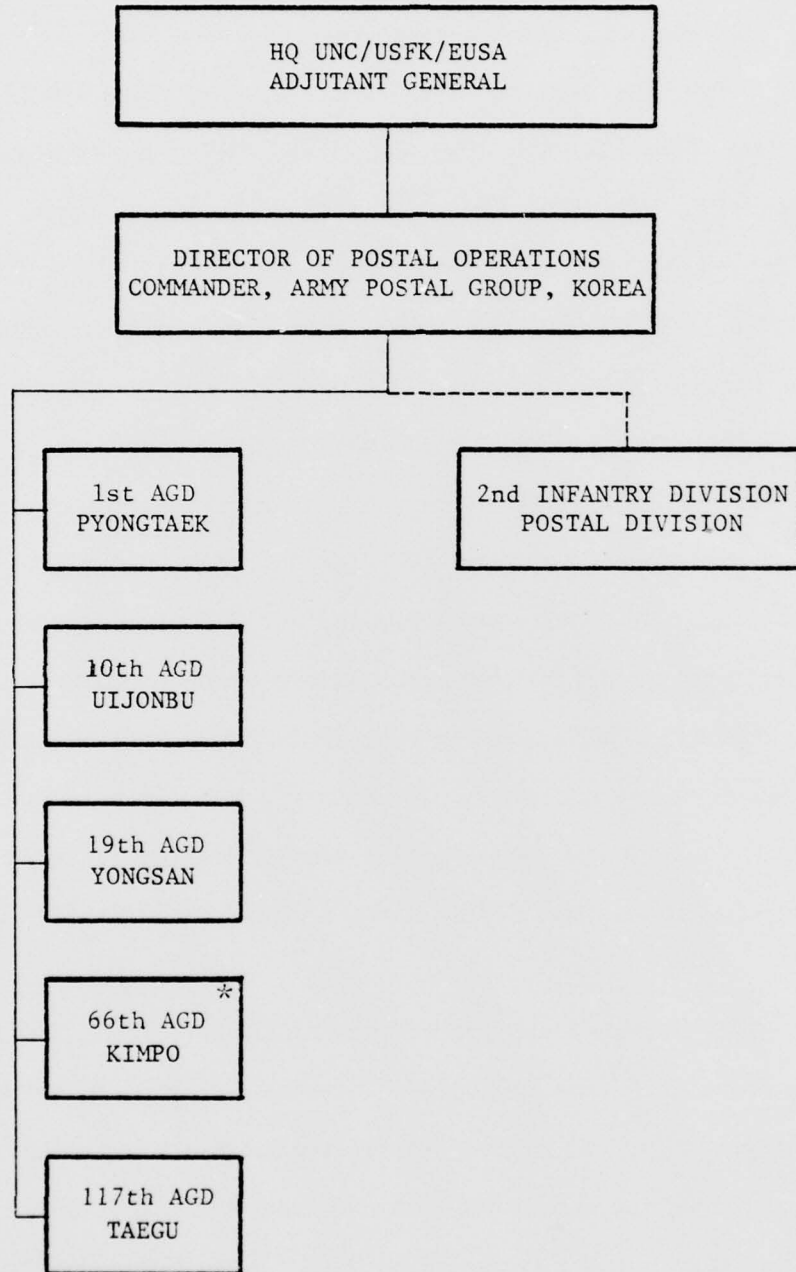 HQ UNC/USFK/EUSA
ADJUTANT GENERAL
DIRECTOR OF POSTAL OPERATIONS
COMMANDER, ARMY POSTAL GROUP, KOREA
1st AGD
PYONGTAEK
2nd INFANTRY DIVISION
POSTAL DIVISION
10th AGD
UIJONBU
19th AGD
YONGSAN
*
66th AGD
KIMPO
117th AGD
TAEGU